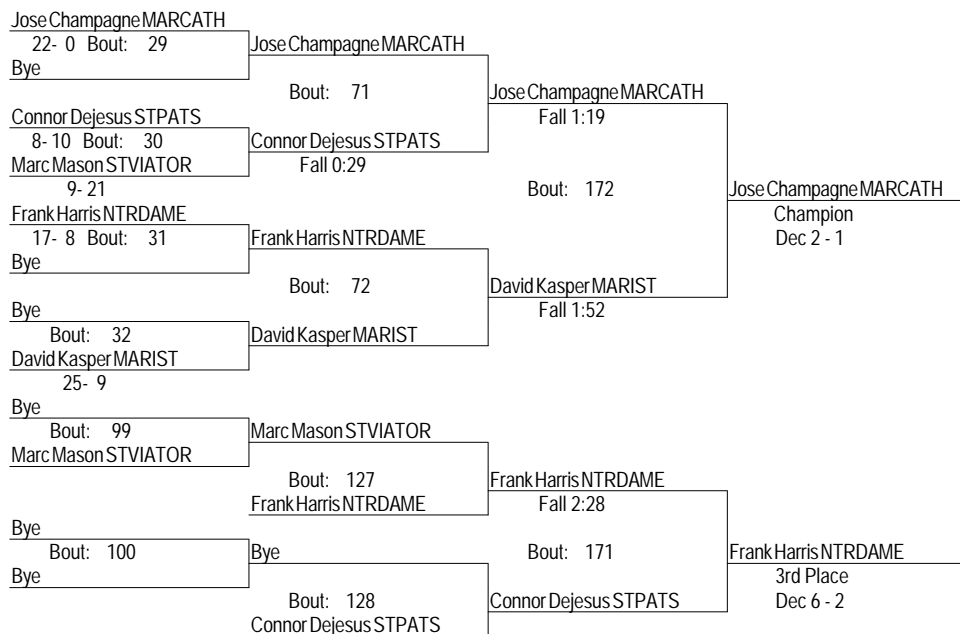 Jose Champagne MARCATH
22- 0 Bout: 29
Jose Champagne MARCATH
Bye
Bout: 71
Jose Champagne MARCATH
Connor Dejesus STPATS
Fall 1:19
8- 10 Bout: 30
Connor Dejesus STPATS
Marc Mason STVIATOR
Fall 0:29
9- 21
Bout: 172
Jose Champagne MARCATH
Frank Harris NTRDAME
Champion
17- 8 Bout: 31
Frank Harris NTRDAME
Dec 2 - 1
Bye
Bout: 72
David Kasper MARIST
Bye
Fall 1:52
Bout: 32
David Kasper MARIST
David Kasper MARIST
25- 9
Bye
Bout: 99
Marc Mason STVIATOR
Marc Mason STVIATOR
Bout: 127
Frank Harris NTRDAME
Frank Harris NTRDAME
Fall 2:28
Bye
Bout: 100
Bye
Bout: 171
Frank Harris NTRDAME
Bye
3rd Place
Bout: 128
Connor Dejesus STPATS
Dec 6 - 2
Connor Dejesus STPATS